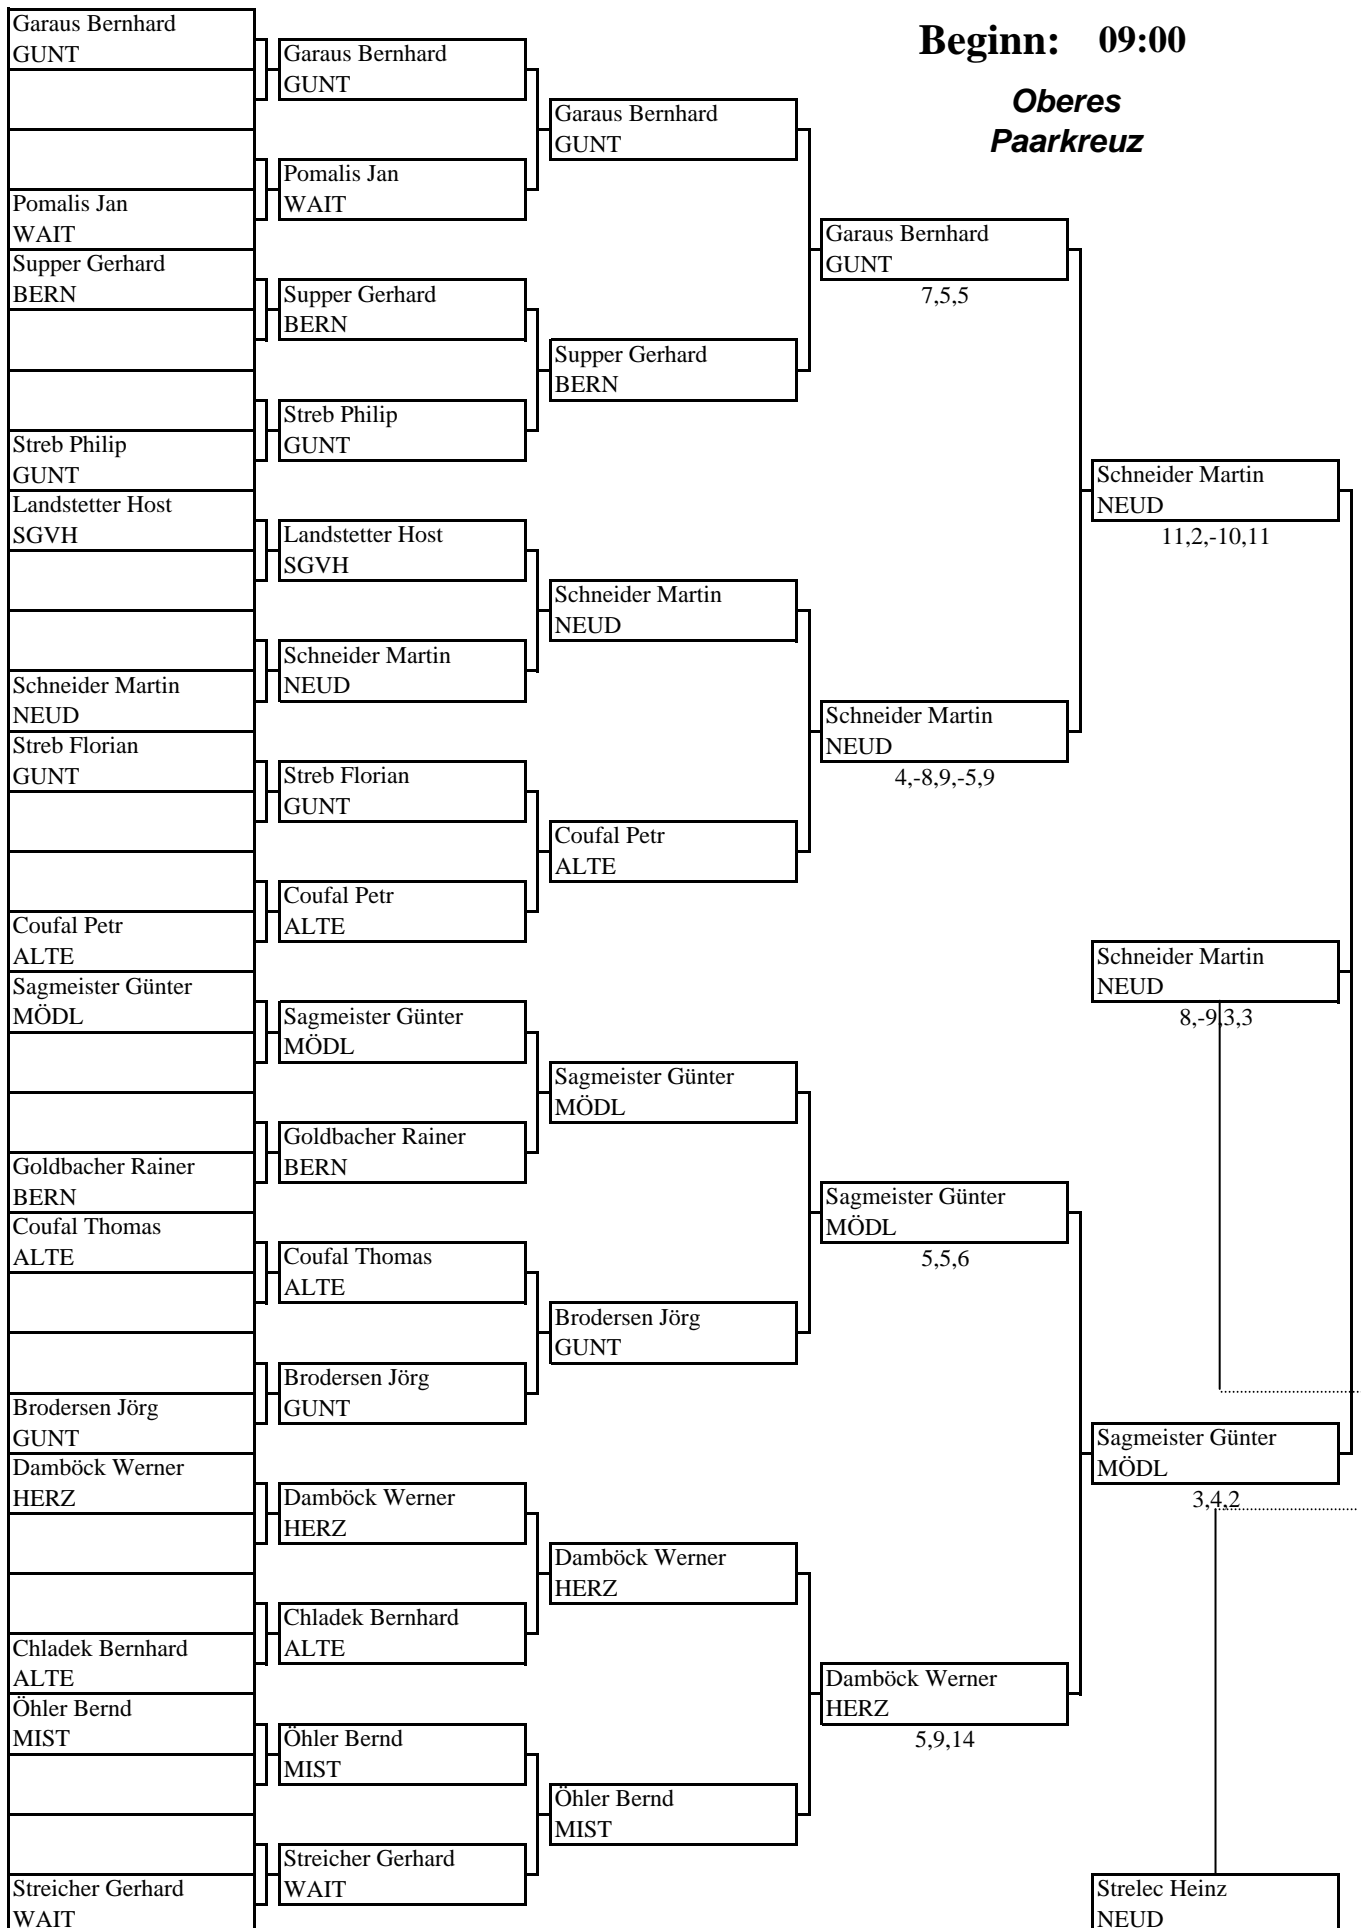 Beginn: 09:00
Oberes
Paarkreuz
Garaus Bernhard
GUNT
Pomalis Jan
WAIT
Supper Gerhard
BERN
Streb Philip
GUNT
Landstetter Host
SGVH
Schneider Martin
NEUD
Streb Florian
GUNT
Coufal Petr
ALTE
Sagmeister Günter
MÖDL
Goldbacher Rainer
BERN
Coufal Thomas
ALTE
Brodersen Jörg
GUNT
Damböck Werner
HERZ
Chladek Bernhard
ALTE
Öhler Bernd
MIST
Streicher Gerhard
WAIT
Garaus Bernhard
GUNT
Pomalis Jan
WAIT
Supper Gerhard
BERN
Streb Philip
GUNT
Landstetter Host
SGVH
Schneider Martin
NEUD
Streb Florian
GUNT
Coufal Petr
ALTE
Sagmeister Günter
MÖDL
Goldbacher Rainer
BERN
Coufal Thomas
ALTE
Brodersen Jörg
GUNT
Damböck Werner
HERZ
Chladek Bernhard
ALTE
Öhler Bernd
MIST
Streicher Gerhard
WAIT
Garaus Bernhard
GUNT
Supper Gerhard
BERN
Schneider Martin
NEUD
Coufal Petr
ALTE
Sagmeister Günter
MÖDL
Brodersen Jörg
GUNT
Damböck Werner
HERZ
Öhler Bernd
MIST
Garaus Bernhard
GUNT
7,5,5
Schneider Martin
NEUD
4,-8,9,-5,9
Sagmeister Günter
MÖDL
5,5,6
Damböck Werner
HERZ
5,9,14
Schneider Martin
NEUD
11,2,-10,11
Schneider Martin
NEUD
8,-9,3,3
Sagmeister Günter
MÖDL
3,4,2
Strelec Heinz
NEUD